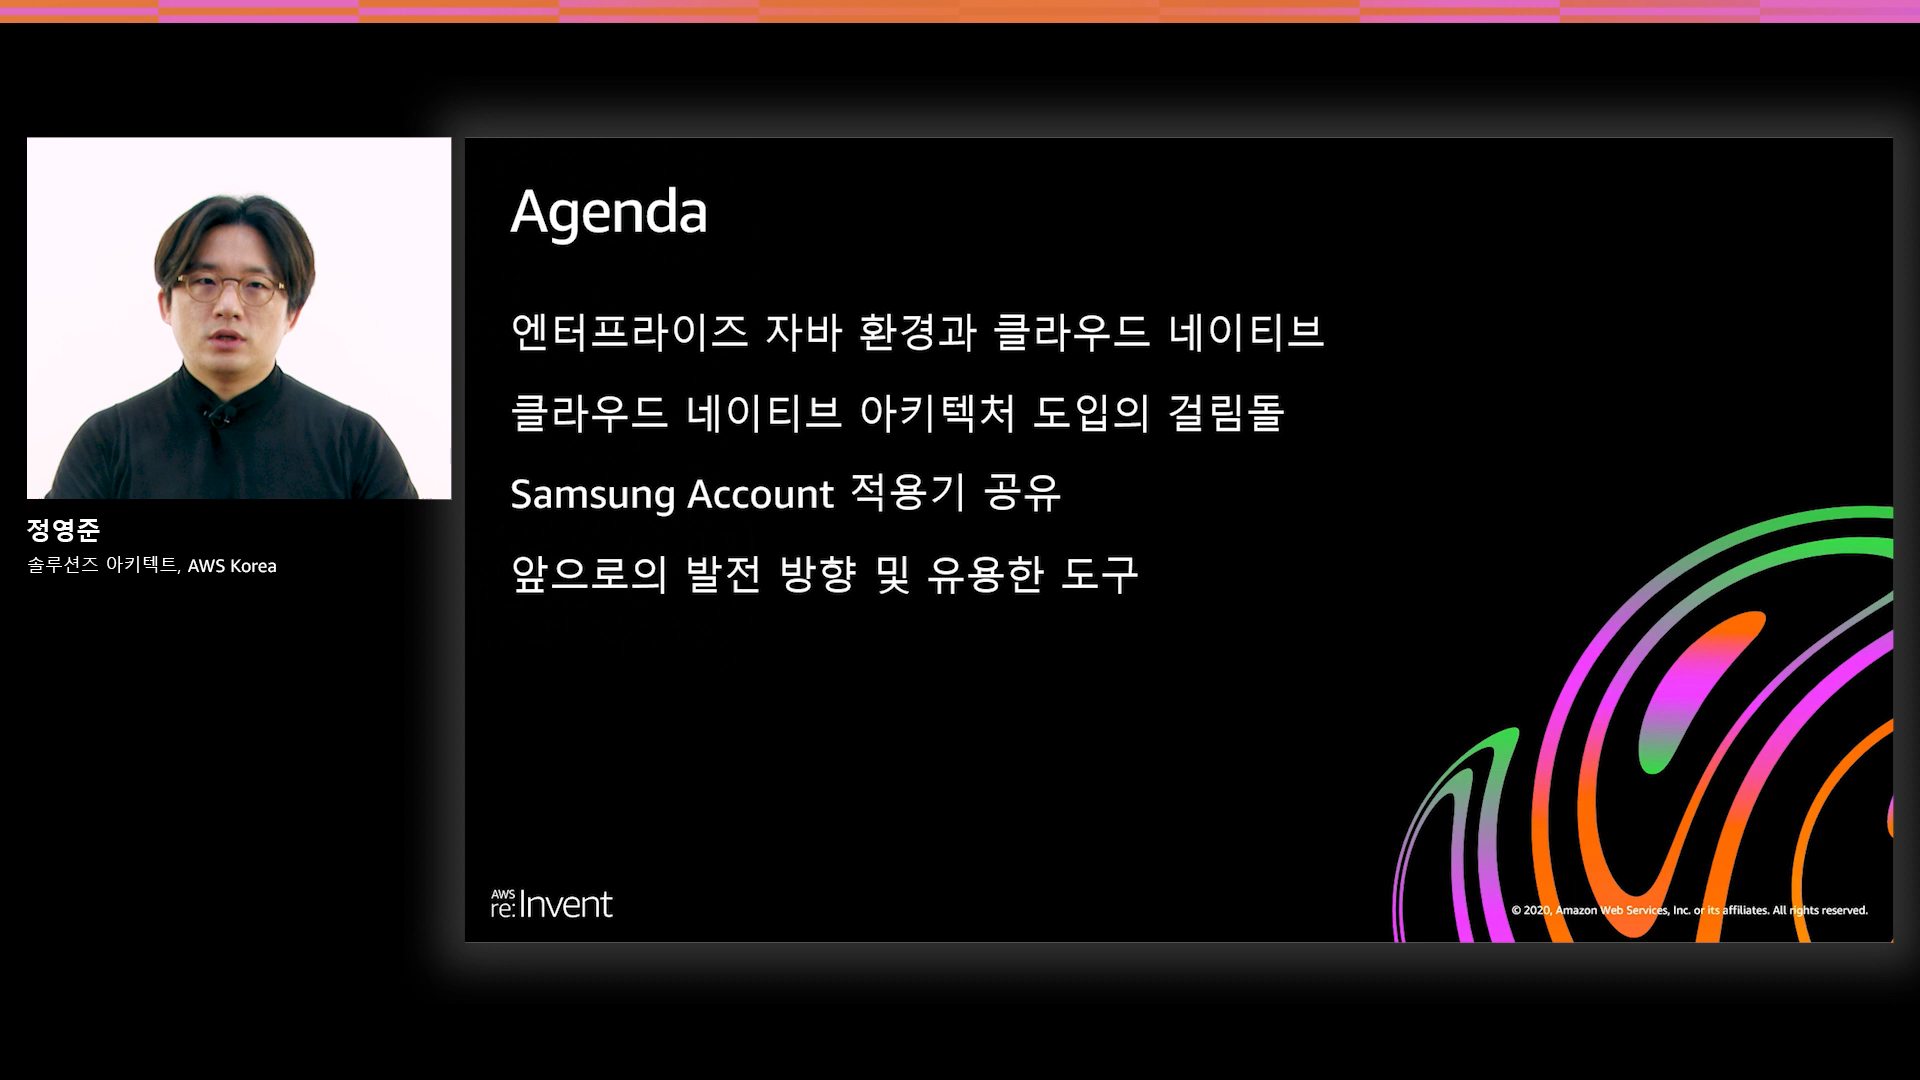 Agenda
엔터프라이즈 자바 환경과 클라우드 네이티브
클라우드 네이티브 아키텍처 도입의 걸림돌
Samsung Account 적용기 공유
앞으로의 발전 방향 및 유용한 도구
정영준
솔루션즈 아키텍트, AWS Korea
AWS
re:Invent
© 2020, Amazon Web Services, Inc. or its affiliates. All rights reserved.